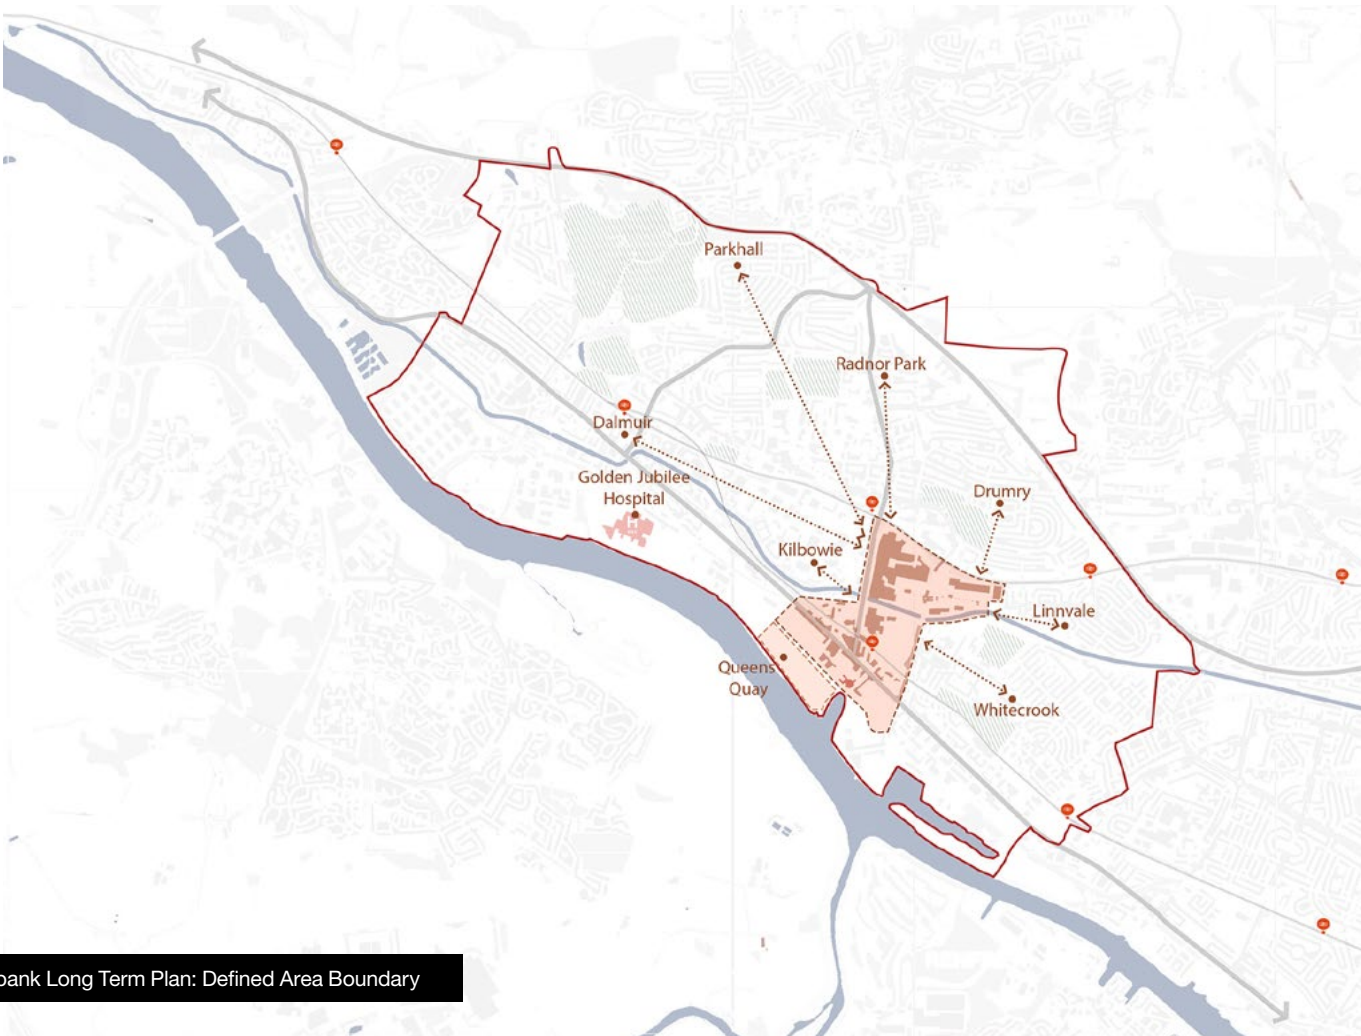 Parkhall
Radnor Park
Dalmuir
Golden Jubilee
Hospital
H
Drumry
Kilbowie
Linnvale
Queens
Quay
Whitecrook
bank Long Term Plan: Defined Area Boundary